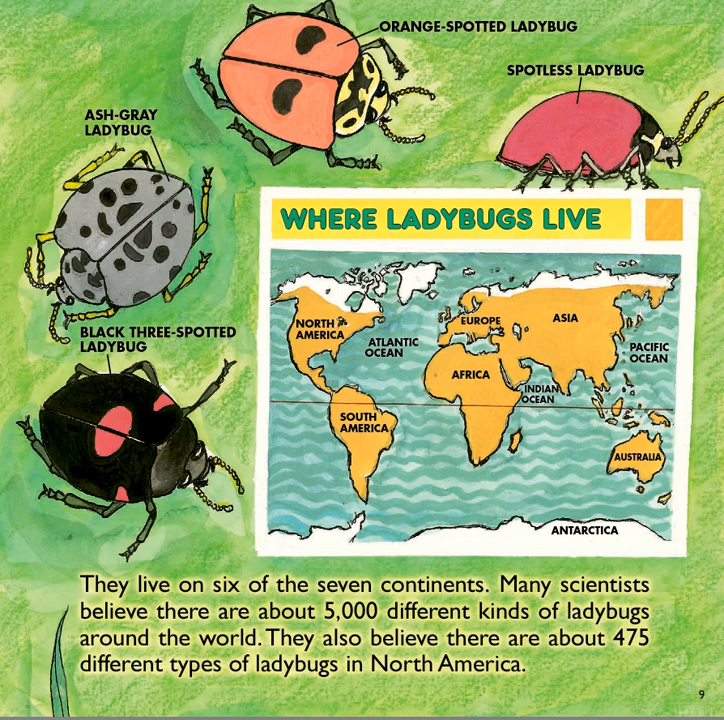 ORANGE-SPOTTED LADYBUG
SPOTLESS LADYBUG
ASH-GRAY
LADYBUG
BLACK THREE-SPOTTED
LADYBUG
WHERE LADYBUGS LIVE
NORTH
AMERICA
ATLANTIC
OCEAN
EUROPE
ASIA
PACIFIC
OCEAN
AFRICA
INDIAN
OCEAN
SOUTH
AMERICA
AUSTRALIA
ANTARCTICA
They live on six of the seven continents. Many scientists
believe there are about 5,000 different kinds of ladybugs
around the world. They also believe there are about 475
different types of ladybugs in North America.
9